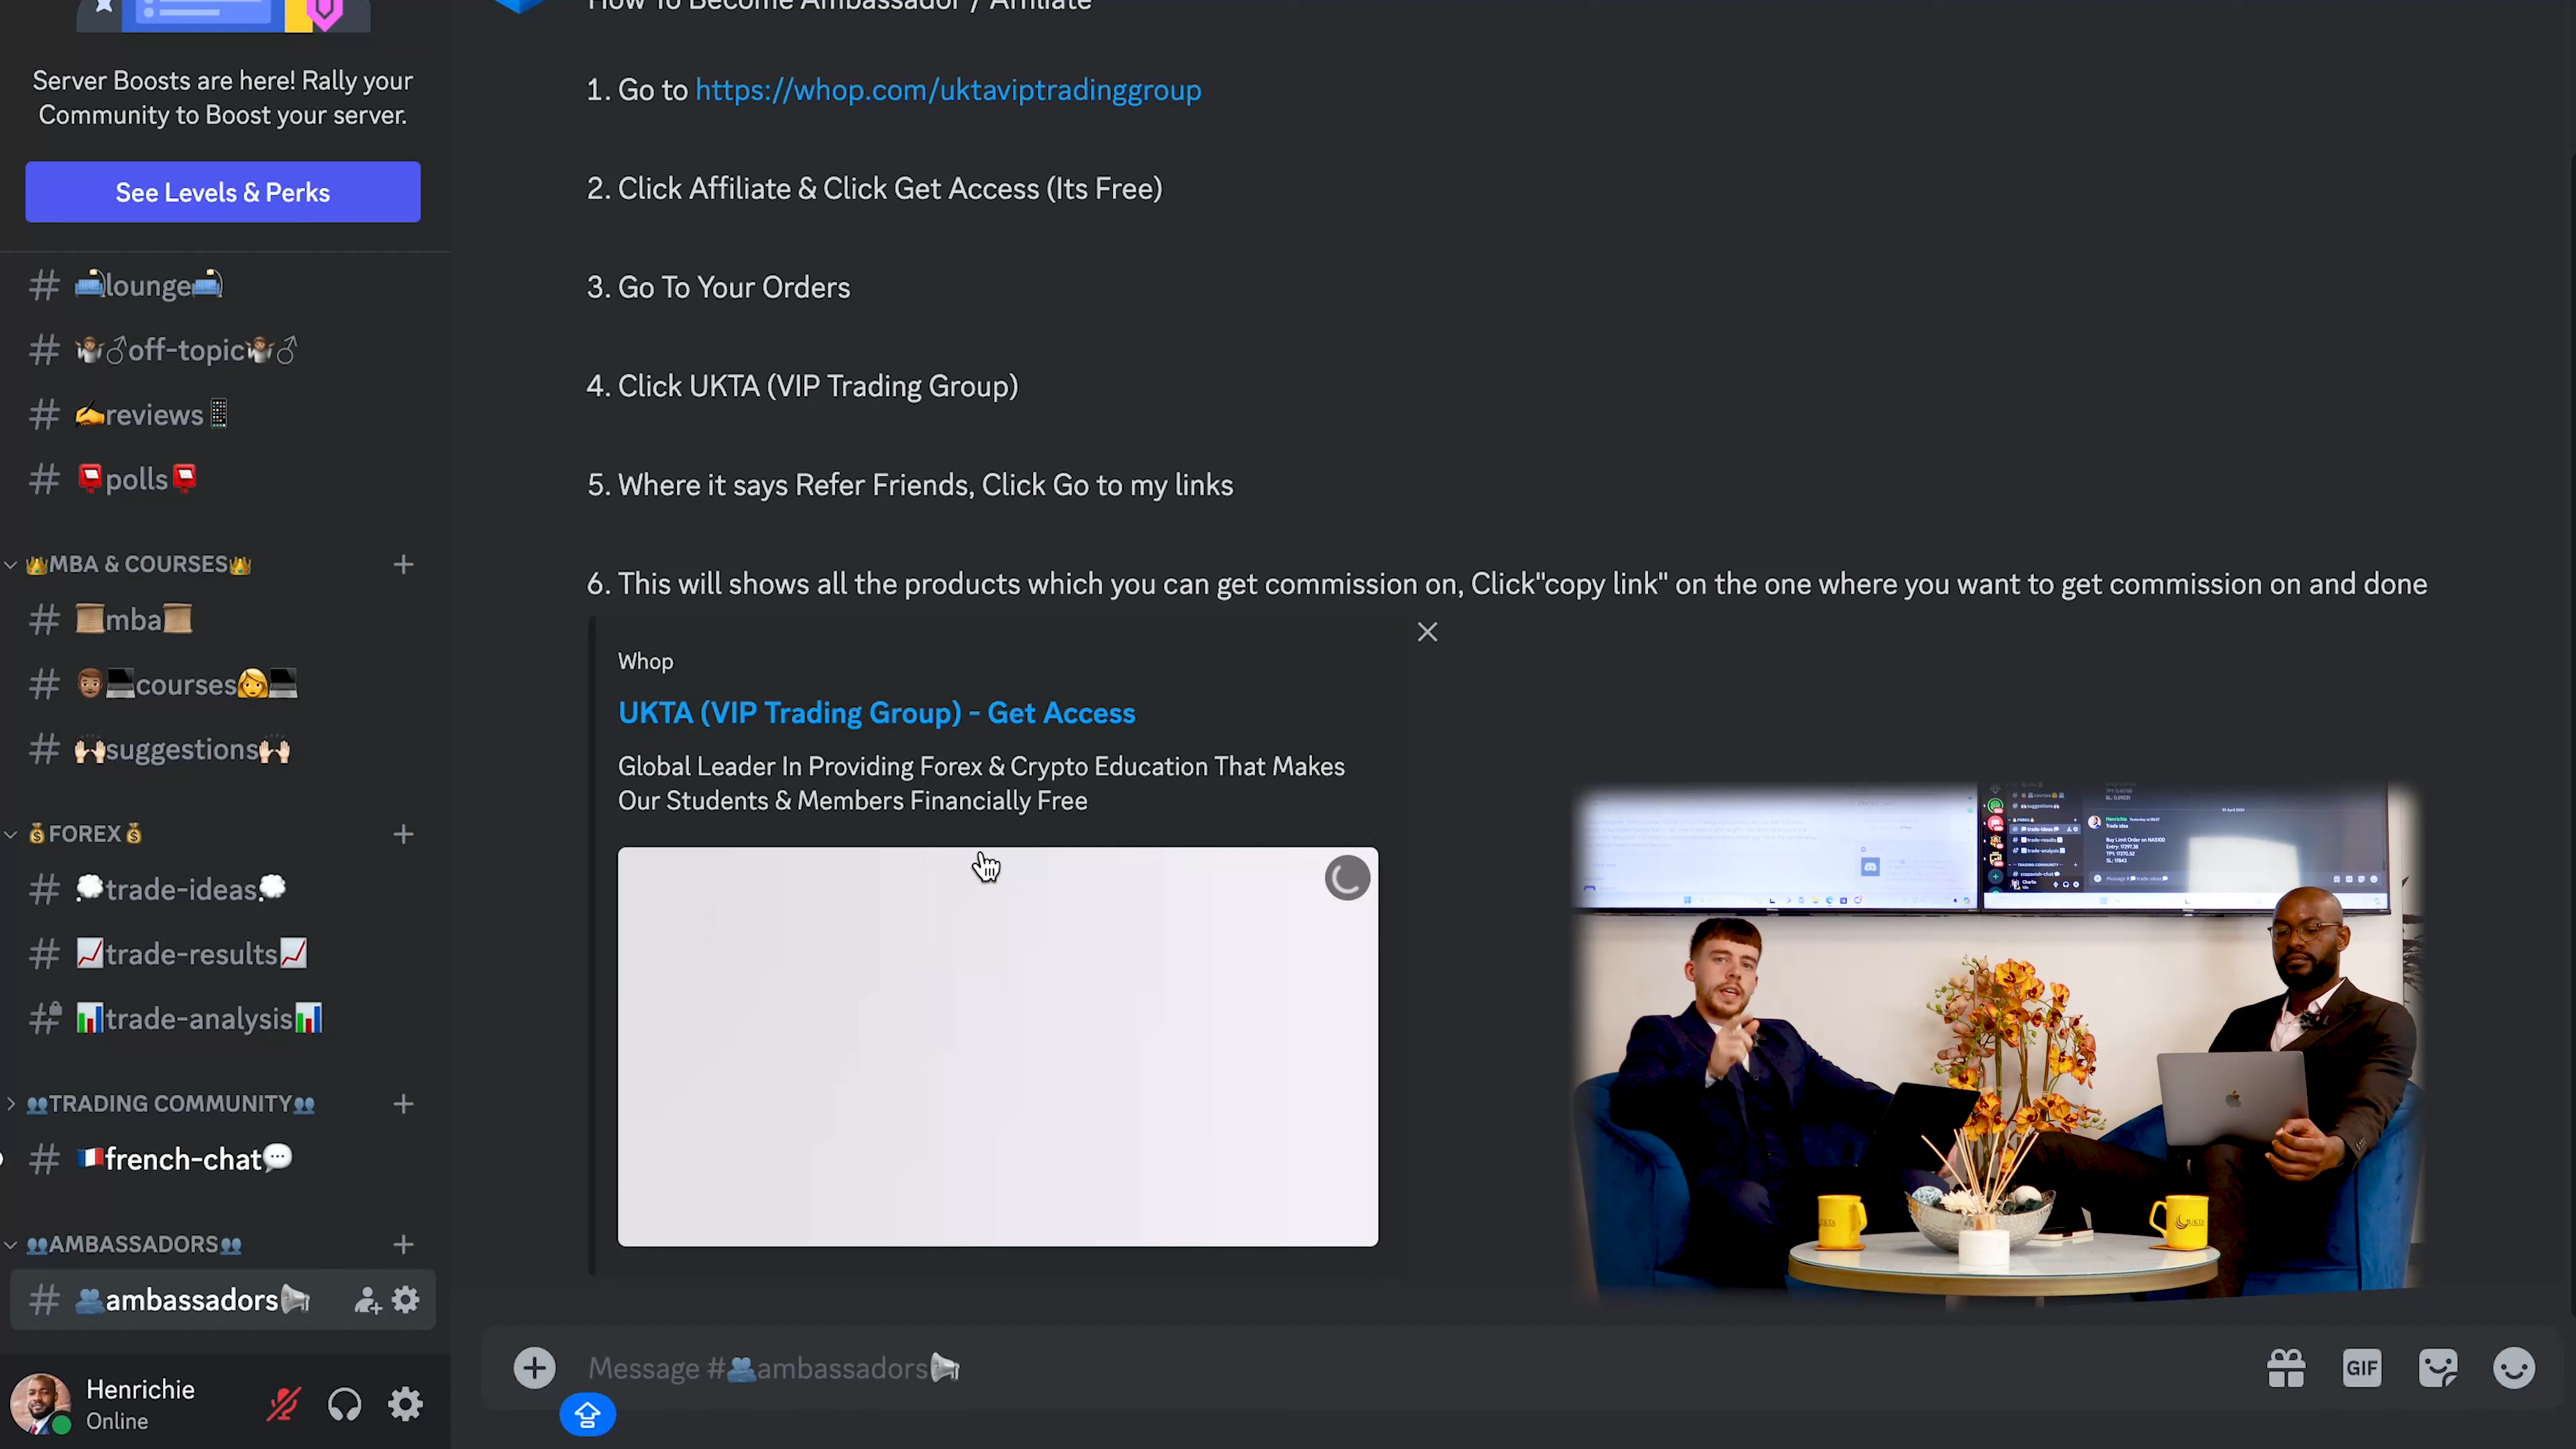 How To Become Ambassador / Affiliate
Server Boosts are here! Rally your
Community to Boost your server.
See Levels & Perks
lounge
off-topic
reviews
polls
MBA & COURSES
mba
courses
suggestions
FOREX
trade-ideas
trade-results
trade-analysis
TRADING COMMUNITY
french-chat
AMBASSADORS
ambassadors
Henrichie
Online
1. Go to https://whop.com/uktaviptradinggroup
2. Click Affiliate & Click Get Access (Its Free)
3. Go To Your Orders
4. Click UKTA (VIP Trading Group)
5. Where it says Refer Friends, Click Go to my links
6. This will shows all the products which you can get commission on, Click"copy link" on the one where you want to get commission on and done
Whop
UKTA (VIP Trading Group) - Get Access
Global Leader In Providing Forex & Crypto Education That Makes
Our Students & Members Financially Free
Message #ambassadors
GIF
UKTA